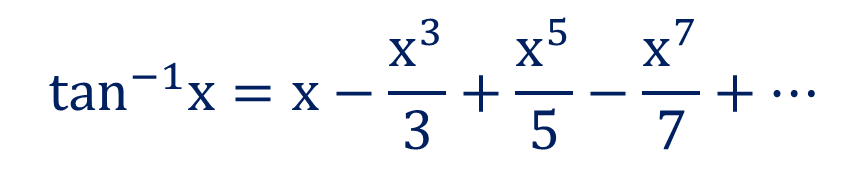 tan⁻¹x = x − x³/3 + x⁵/5 − x⁷/7 + ⋯